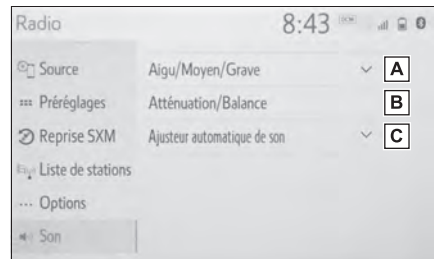 Radio 8:43 DCM
Source
Préréglages
Reprise SXM
Liste de stations
Options
Son
Aigu/Moyen/Grave A
Atténuation/Balance B
Ajusteur automatique de son C